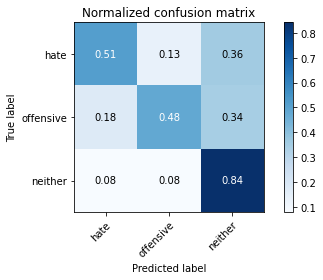 Normalized confusion matrix
True label
hate
offensive
neither
0.51 0.13 0.36
0.18 0.48 0.34
0.08 0.08 0.84
hate
offensive
neither
Predicted label
0.8
0.7
0.6
0.5
0.4
0.3
0.2
0.1